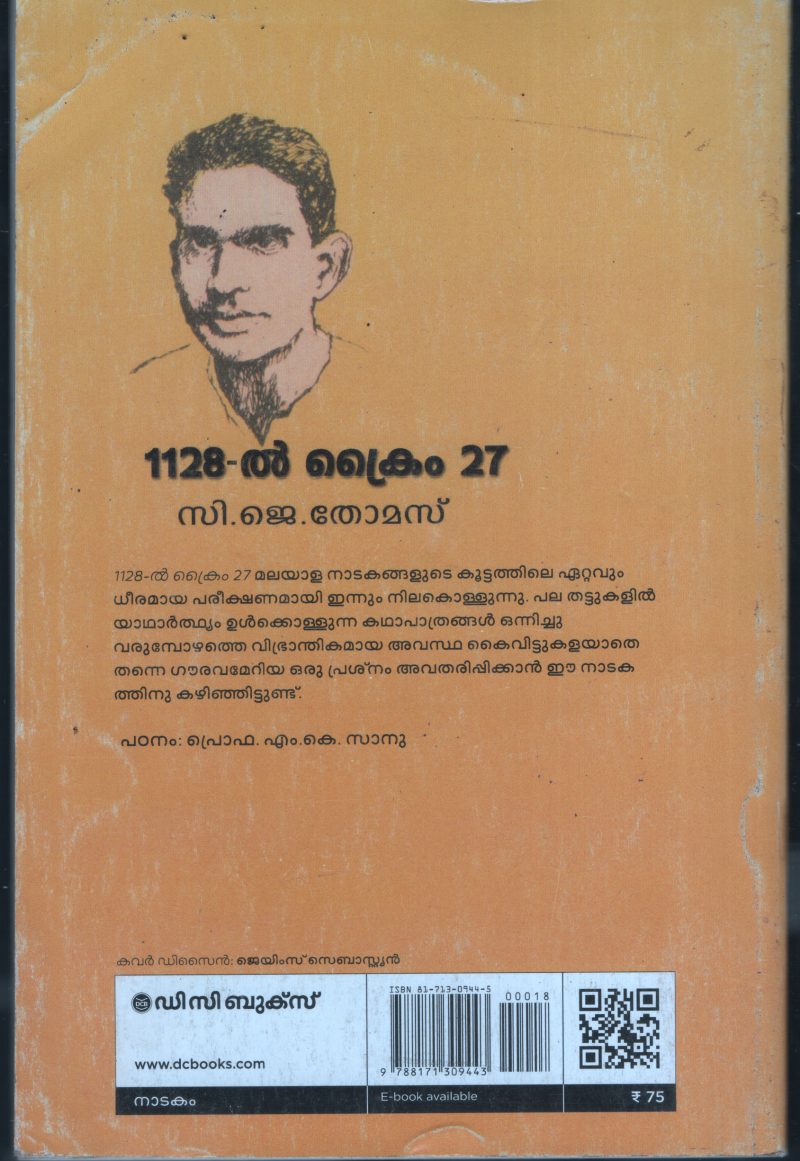 1128-ൽ ക്രൈം 27
സി.ജെ.തോമസ്
1128-ൽ ക്രൈം 27 മലയാള നാടകങ്ങളുടെ കൂട്ടത്തിലെ ഏറ്റവും
ധീരമായ പരീക്ഷണമായി ഇന്നും നിലകൊള്ളുന്നു. പല തട്ടുകളിൽ
യാഥാർത്ഥ്യം ഉൾക്കൊള്ളുന്ന കഥാപാത്രങ്ങൾ ഒന്നിച്ചു
വരുമ്പോഴത്തെ വിഭ്രാന്തികമായ അവസ്ഥ കൈവിട്ടുകളയാതെ
തന്നെ ഗൗരവമേറിയ ഒരു പ്രശ്നം അവതരിപ്പിക്കാൻ ഈ നാടക
ത്തിനു കഴിഞ്ഞിട്ടുണ്ട്.
പഠനം: പ്രൊഫ. എം.കെ. സാനു
കവർ ഡിസൈൻ: ജെയിംസ് സെബാസ്റ്റ്യൻ
DCB ഡി സി ബുക്സ്
www.dcbooks.com
നാടകം
ISBN 81-713-0944-5
00018
9 788171 309443
E-book available
₹ 75